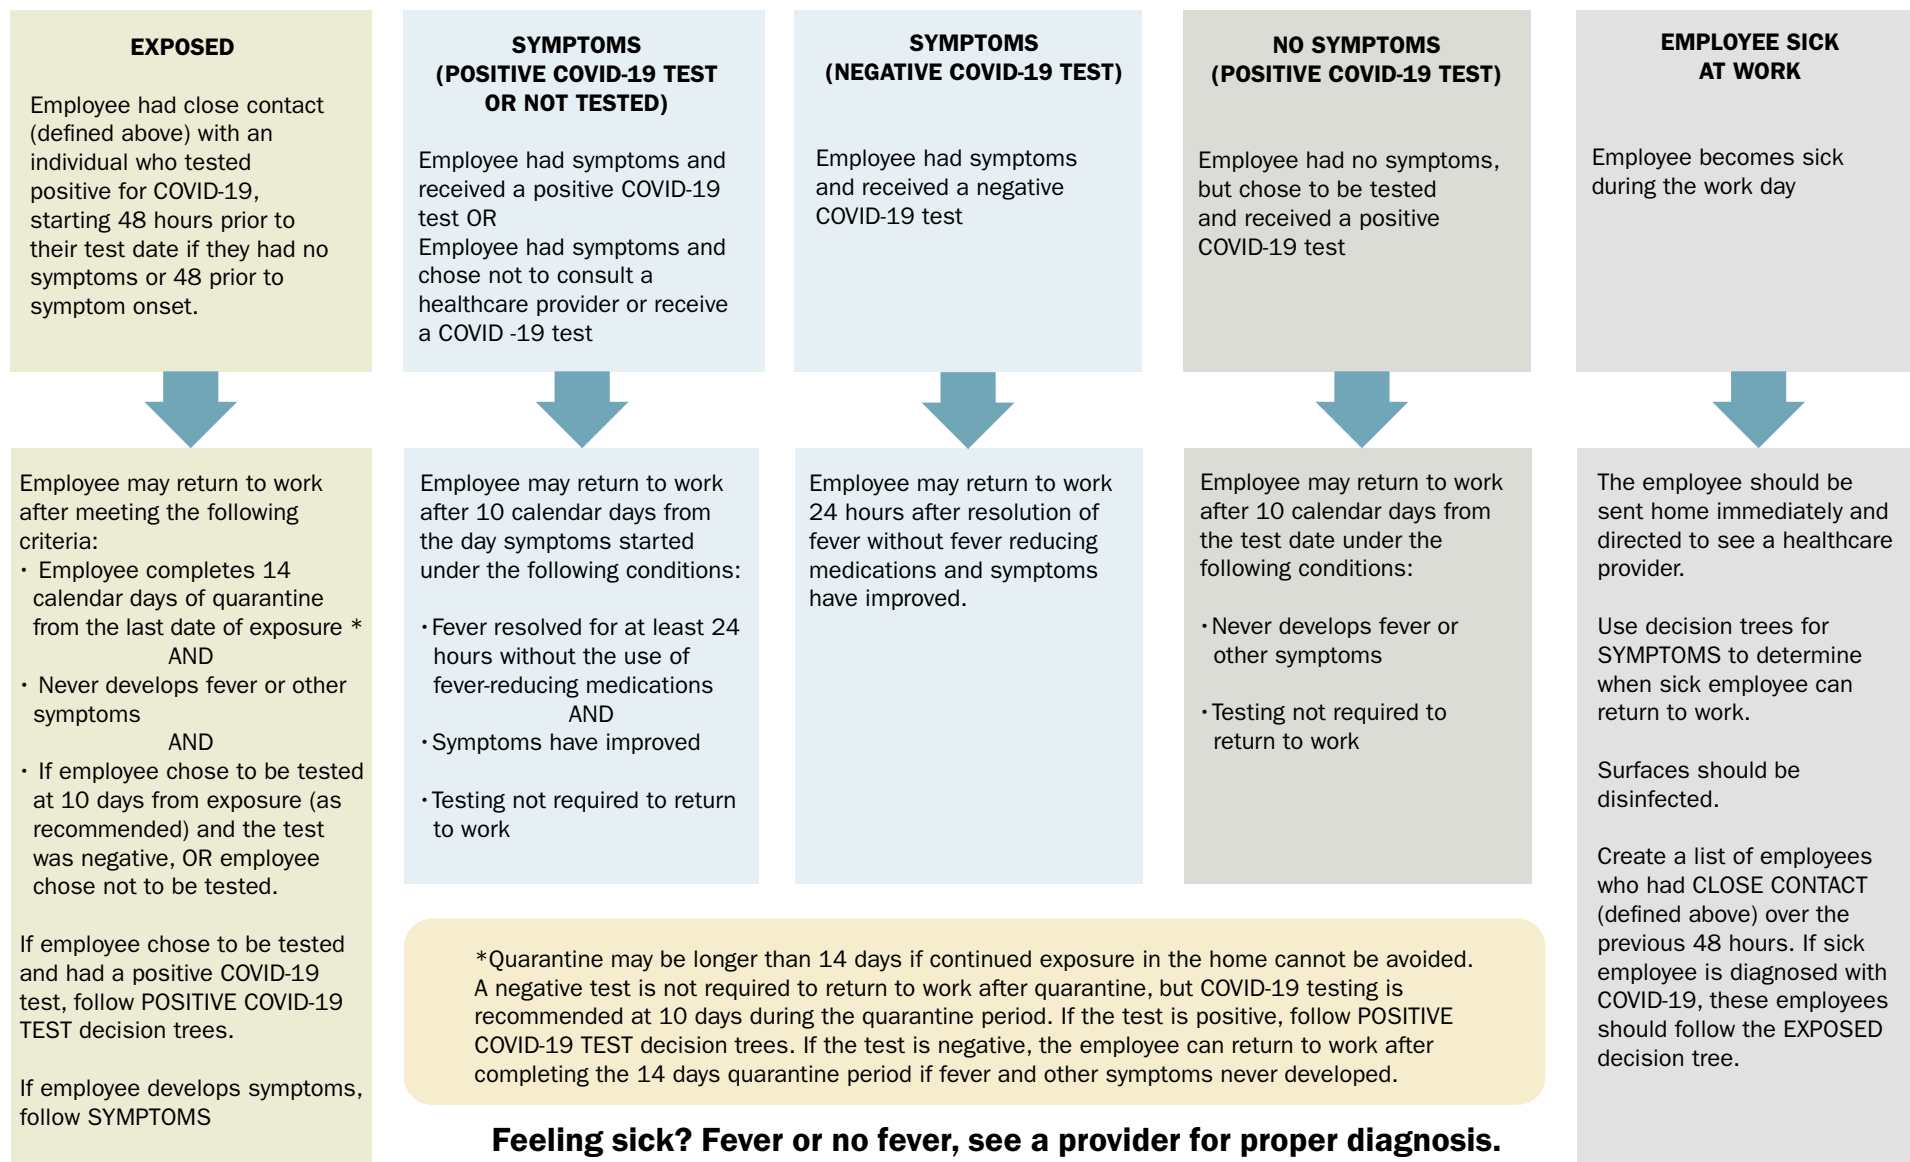 EXPOSED
Employee had close contact
(defined above) with an
individual who tested
positive for COVID-19,
starting 48 hours prior to
their test date if they had no
symptoms or 48 prior to
symptom onset.
Employee may return to work
after meeting the following
criteria:
• Employee completes 14
calendar days of quarantine
from the last date of exposure *
AND
• Never develops fever or other
symptoms
AND
• If employee chose to be tested
at 10 days from exposure (as
recommended) and the test
was negative, OR employee
chose not to be tested.
If employee chose to be tested
and had a positive COVID-19
test, follow POSITIVE COVID-19
TEST decision trees.
If employee develops symptoms,
follow SYMPTOMS
SYMPTOMS
(POSITIVE COVID-19 TEST
OR NOT TESTED)
Employee had symptoms and
received a positive COVID-19
test OR
Employee had symptoms and
chose not to consult a
healthcare provider or receive
a COVID -19 test
Employee may return to work
after 10 calendar days from
the day symptoms started
under the following conditions:
• Fever resolved for at least 24
hours without the use of
fever-reducing medications
AND
• Symptoms have improved
• Testing not required to return
to work
SYMPTOMS
(NEGATIVE COVID-19 TEST)
Employee had symptoms
and received a negative
COVID-19 test
Employee may return to work
24 hours after resolution of
fever without fever reducing
medications and symptoms
have improved.
NO SYMPTOMS
(POSITIVE COVID-19 TEST)
Employee had no symptoms,
but chose to be tested
and received a positive
COVID-19 test
Employee may return to work
after 10 calendar days from
the test date under the
following conditions:
• Never develops fever or
other symptoms
• Testing not required to
return to work
EMPLOYEE SICK
AT WORK
Employee becomes sick
during the work day
The employee should be
sent home immediately and
directed to see a healthcare
provider.
Use decision trees for
SYMPTOMS to determine
when sick employee can
return to work.
Surfaces should be
disinfected.
Create a list of employees
who had CLOSE CONTACT
(defined above) over the
previous 48 hours. If sick
employee is diagnosed with
COVID-19, these employees
should follow the EXPOSED
decision tree.
*Quarantine may be longer than 14 days if continued exposure in the home cannot be avoided.
A negative test is not required to return to work after quarantine, but COVID-19 testing is
recommended at 10 days during the quarantine period. If the test is positive, follow POSITIVE
COVID-19 TEST decision trees. If the test is negative, the employee can return to work after
completing the 14 days quarantine period if fever and other symptoms never developed.
Feeling sick? Fever or no fever, see a provider for proper diagnosis.